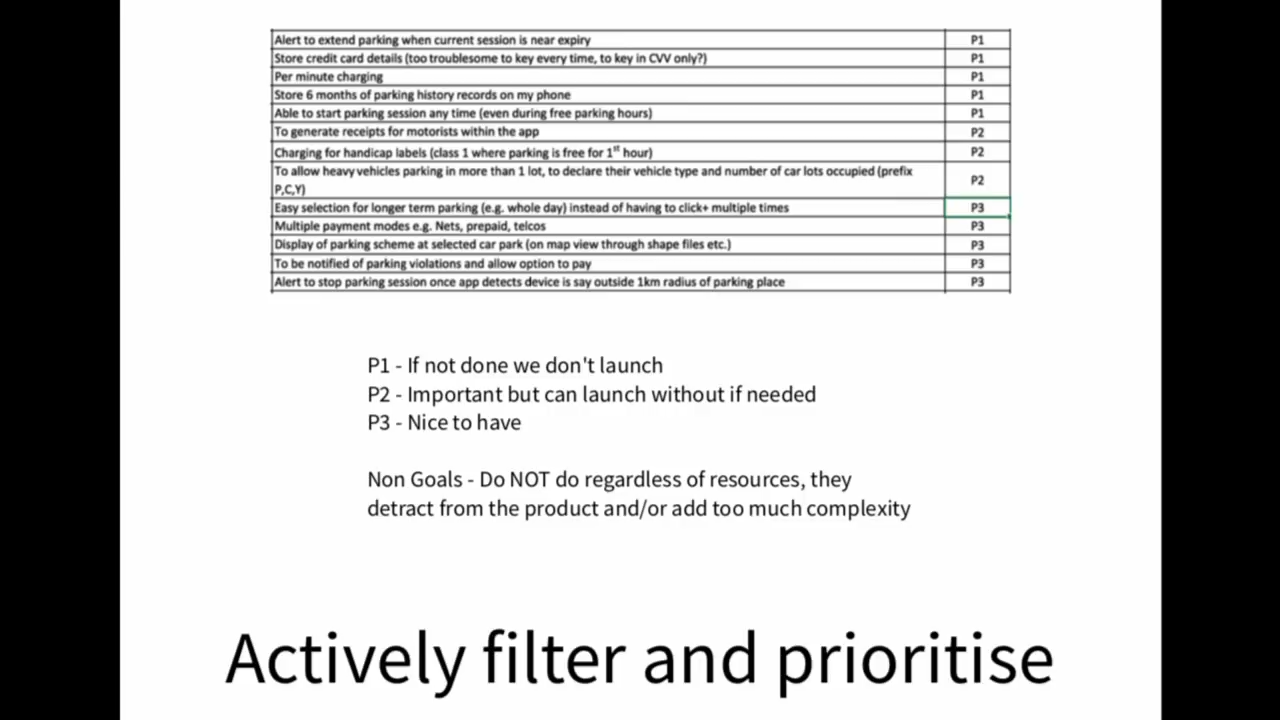 Alert to extend parking when current session is near expiry P1
Store credit card details (too troublesome to key every time, to key in CVV only?) P1
Per minute charging P1
Store 6 months of parking history records on my phone P1
Able to start parking session any time (even during free parking hours) P1
To generate receipts for motorists within the app P2
Charging for handicap labels (class 1 where parking is free for 1st hour) P2
To allow heavy vehicles parking in more than 1 lot, to declare their vehicle type and number of car lots occupied (prefix
P,C,Y) P2
Easy selection for longer term parking (e.g. whole day) instead of having to click+ multiple times P3
Multiple payment modes e.g. Nets, prepaid, telcos P3
Display of parking scheme at selected car park (on map view through shape files etc.) P3
To be notified of parking violations and allow option to pay P3
Alert to stop parking session once app detects device is say outside 1km radius of parking place P3
P1 - If not done we don't launch
P2 - Important but can launch without if needed
P3 - Nice to have
Non Goals - Do NOT do regardless of resources, they
detract from the product and/or add too much complexity
Actively filter and prioritise